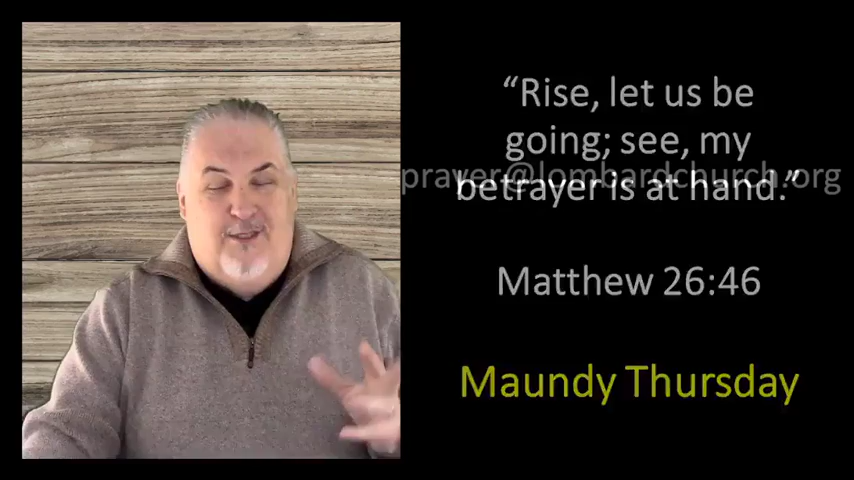 “Rise, let us be
going; see, my
prayer@lombardchurch.org
betrayer is at hand.”
Matthew 26:46
Maundy Thursday